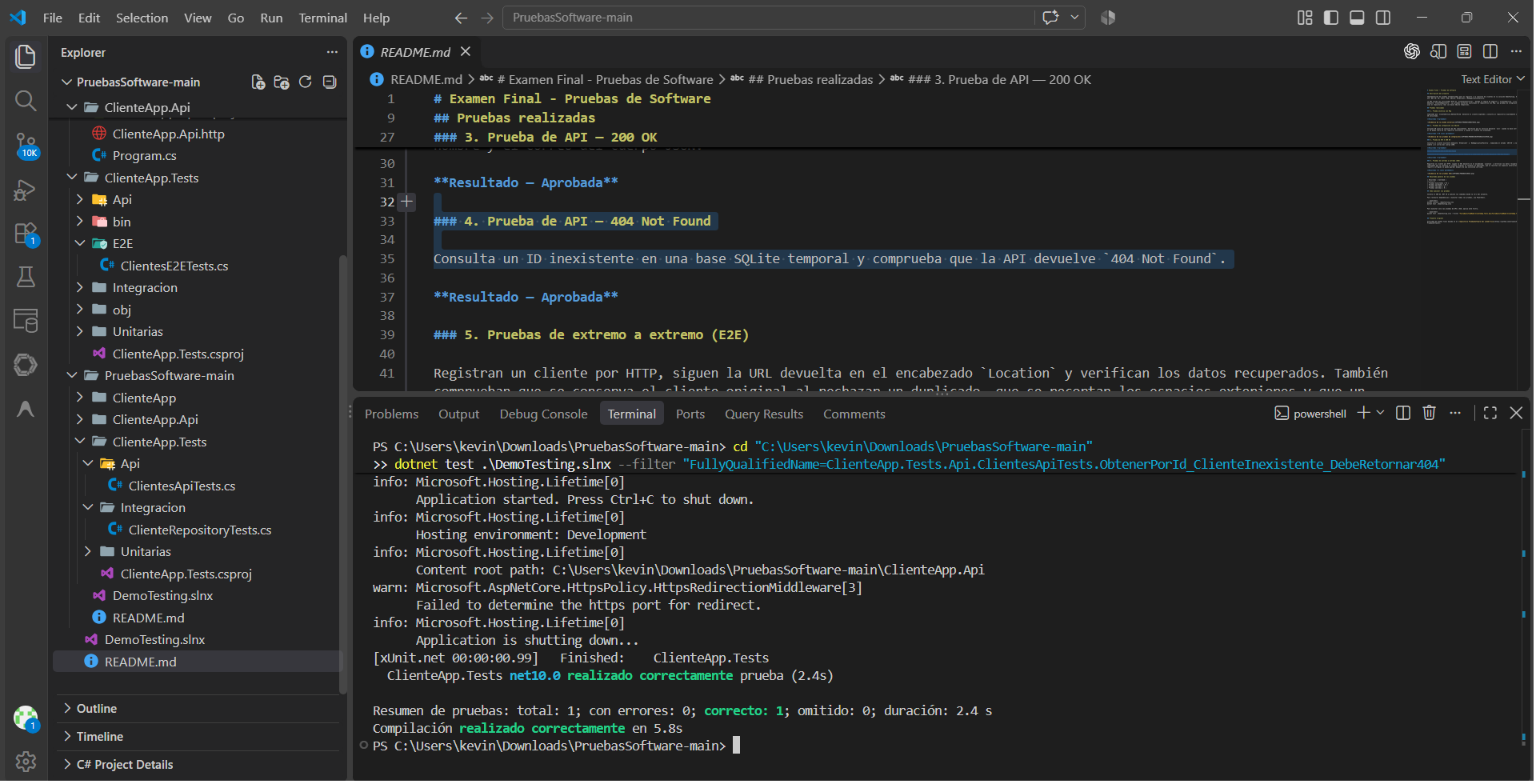 File Edit Selection View Go Run Terminal Help
PruebasSoftware-main
Explorer
PruebasSoftware-main
ClienteApp.Api
ClienteApp.Api.http
Program.cs
ClienteApp.Tests
Api
bin
E2E
ClientesE2ETests.cs
Integracion
obj
Unitarias
ClienteApp.Tests.csproj
PruebasSoftware-main
ClienteApp
ClienteApp.Api
ClienteApp.Tests
Api
ClientesApiTests.cs
Integracion
ClienteRepositoryTests.cs
Unitarias
ClienteApp.Tests.csproj
DemoTesting.slnx
README.md
DemoTesting.slnx
README.md
Outline
Timeline
C# Project Details
10K
1
1
README.md
README.md > abc # Examen Final - Pruebas de Software > abc ## Pruebas realizadas > abc ### 3. Prueba de API — 200 OK
Text Editor
1 # Examen Final - Pruebas de Software
9 ## Pruebas realizadas
27 ### 3. Prueba de API — 200 OK
30
31 **Resultado — Aprobada**
32
33 ### 4. Prueba de API — 404 Not Found
34
35 Consulta un ID inexistente en una base SQLite temporal y comprueba que la API devuelve `404 Not Found`.
36
37 **Resultado — Aprobada**
38
39 ### 5. Pruebas de extremo a extremo (E2E)
40
41 Registran un cliente por HTTP, siguen la URL devuelta en el encabezado `Location` y verifican los datos recuperados. También
Problems Output Debug Console Terminal Ports Query Results Comments
powershell
PS C:\Users\kevin\Downloads\PruebasSoftware-main> cd "C:\Users\kevin\Downloads\PruebasSoftware-main"
>> dotnet test .\DemoTesting.slnx --filter "FullyQualifiedName=ClienteApp.Tests.Api.ClientesApiTests.ObtenerPorId_ClienteInexistente_DebeRetornar404"
info: Microsoft.Hosting.Lifetime[0]
Application started. Press Ctrl+C to shut down.
info: Microsoft.Hosting.Lifetime[0]
Hosting environment: Development
info: Microsoft.Hosting.Lifetime[0]
Content root path: C:\Users\kevin\Downloads\PruebasSoftware-main\ClienteApp.Api
warn: Microsoft.AspNetCore.HttpsPolicy.HttpsRedirectionMiddleware[3]
Failed to determine the https port for redirect.
info: Microsoft.Hosting.Lifetime[0]
Application is shutting down...
[xUnit.net 00:00:00.99] Finished: ClienteApp.Tests
ClienteApp.Tests net10.0 realizado correctamente prueba (2.4s)
Resumen de pruebas: total: 1; con errores: 0; correcto: 1; omitido: 0; duración: 2.4 s
Compilación realizado correctamente en 5.8s
PS C:\Users\kevin\Downloads\PruebasSoftware-main>